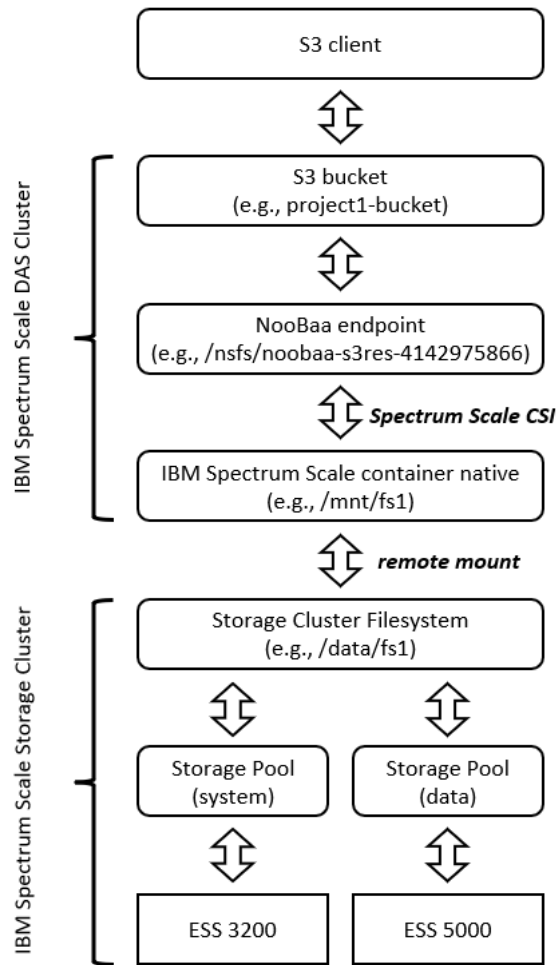 S3 client
IBM Spectrum Scale DAS Cluster
S3 bucket
(e.g., project1-bucket)
NooBaa endpoint
(e.g., /nsfs/noobaa-s3res-4142975866)
Spectrum Scale CSI
IBM Spectrum Scale container native
(e.g., /mnt/fs1)
remote mount
IBM Spectrum Scale Storage Cluster
Storage Cluster Filesystem
(e.g., /data/fs1)
Storage Pool
(system)
Storage Pool
(data)
ESS 3200
ESS 5000